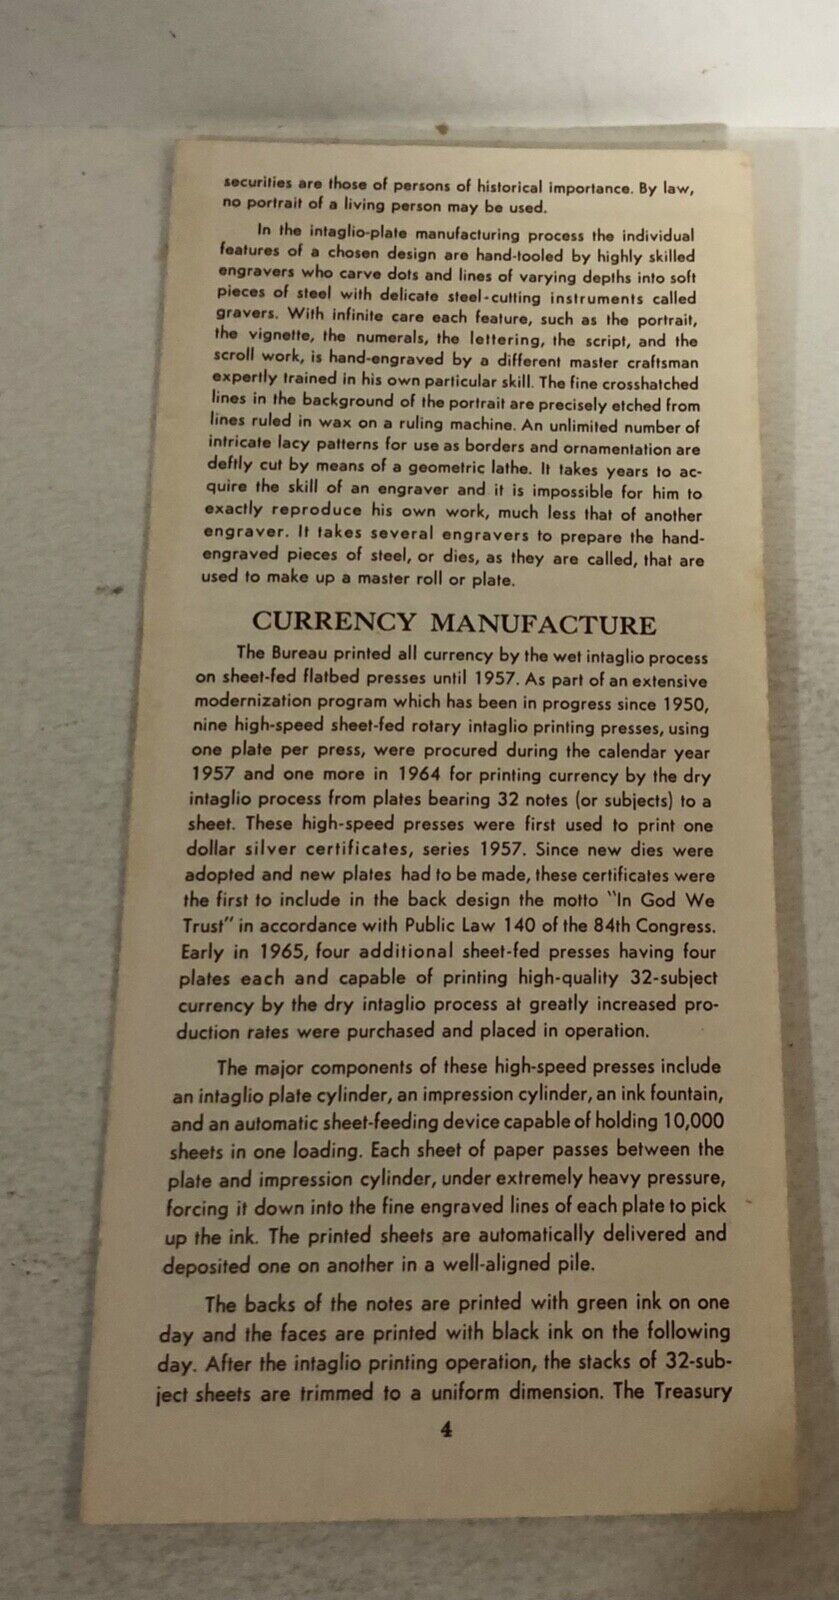 securities are those of persons of historical importance. By law,
no portrait of a living person may be used.
In the intaglio-plate manufacturing process the individual
features of a chosen design are hand-tooled by highly skilled
engravers who carve dots and lines of varying depths into soft
pieces of steel with delicate steel-cutting instruments called
gravers. With infinite care each feature, such as the portrait,
the vignette, the numerals, the lettering, the script, and the
scroll work, is hand-engraved by a different master craftsman
expertly trained in his own particular skill. The fine crosshatched
lines in the background of the portrait are precisely etched from
lines ruled in wax on a ruling machine. An unlimited number of
intricate lacy patterns for use as borders and ornamentation are
deftly cut by means of a geometric lathe. It takes years to ac-
quire the skill of an engraver and it is impossible for him to
exactly reproduce his own work, much less that of another
engraver. It takes several engravers to prepare the hand-
engraved pieces of steel, or dies, as they are called, that are
used to make up a master roll or plate.
CURRENCY MANUFACTURE
The Bureau printed all currency by the wet intaglio process
on sheet-fed flatbed presses until 1957. As part of an extensive
modernization program which has been in progress since 1950,
nine high-speed sheet-fed rotary intaglio printing presses, using
one plate per press, were procured during the calendar year
1957 and one more in 1964 for printing currency by the dry
intaglio process from plates bearing 32 notes (or subjects) to a
sheet. These high-speed presses were first used to print one
dollar silver certificates, series 1957. Since new dies were
adopted and new plates had to be made, these certificates were
the first to include in the back design the motto "In God We
Trust" in accordance with Public Law 140 of the 84th Congress.
Early in 1965, four additional sheet-fed presses having four
plates each and capable of printing high-quality 32-subject
currency by the dry intaglio process at greatly increased pro-
duction rates were purchased and placed in operation.
The major components of these high-speed presses include
an intaglio plate cylinder, an impression cylinder, an ink fountain,
and an automatic sheet-feeding device capable of holding 10,000
sheets in one loading. Each sheet of paper passes between the
plate and impression cylinder, under extremely heavy pressure,
forcing it down into the fine engraved lines of each plate to pick
up the ink. The printed sheets are automatically delivered and
deposited one on another in a well-aligned pile.
The backs of the notes are printed with green ink on one
day and the faces are printed with black ink on the following
day. After the intaglio printing operation, the stacks of 32-sub-
ject sheets are trimmed to a uniform dimension. The Treasury
4